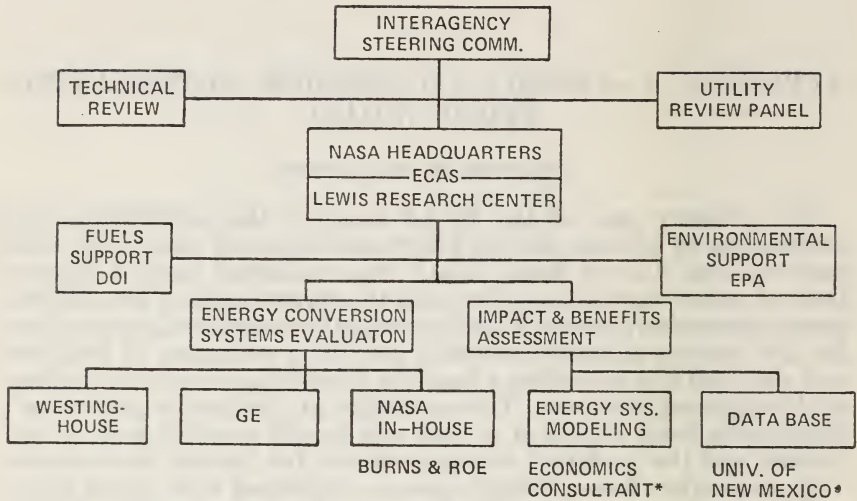 INTERAGENCY
STEERING COMM.
TECHNICAL
REVIEW
UTILITY
REVIEW PANEL
NASA HEADQUARTERS
ECAS
LEWIS RESEARCH CENTER
FUELS
SUPPORT
DOI
ENVIRONMENTAL
SUPPORT
EPA
ENERGY CONVERSION
SYSTEMS EVALUATON
IMPACT & BENEFITS
ASSESSMENT
WESTING-
HOUSE
GE
NASA
IN-HOUSE
ENERGY SYS.
MODELING
DATA BASE
BURNS & ROE
ECONOMICS
CONSULTANT*
UNIV. OF
NEW MEXICO*